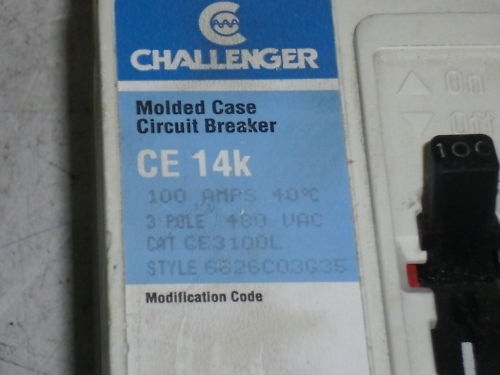 CHALLENGER
Molded Case
Circuit Breaker
CE 14k
100 AMPS 40°C
3 POLE 480 VAC
CAT CE3100L
STYLE 6626C03G35
Modification Code
On
Off
100